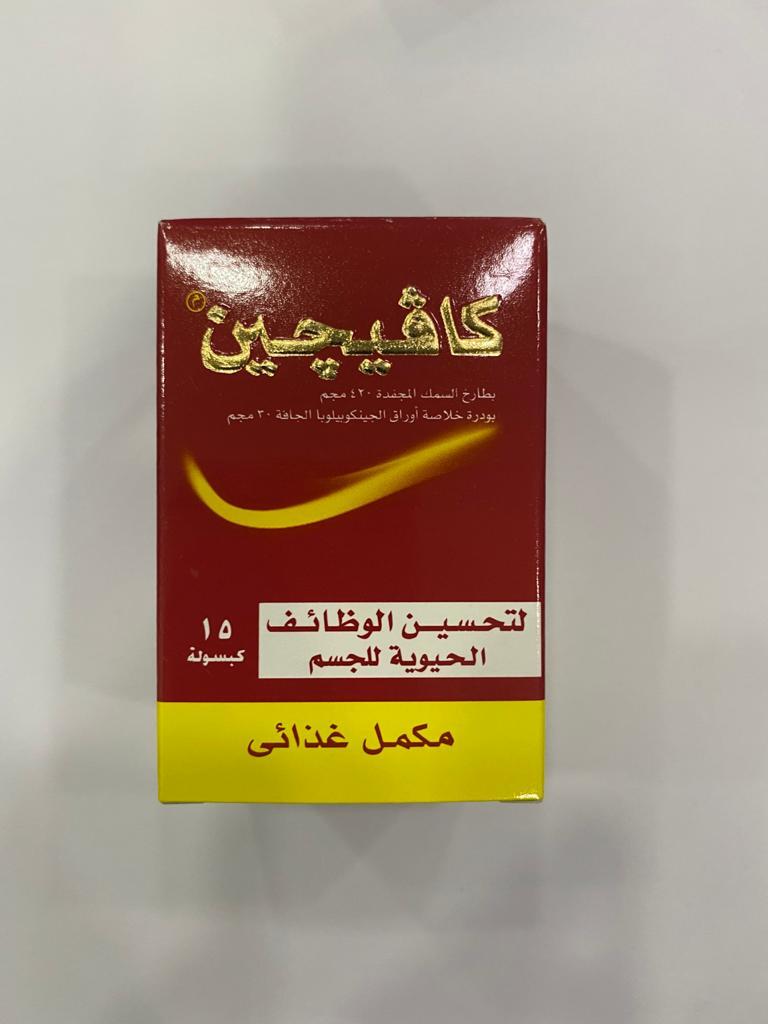 كاڤيچين
م
بطارخ السمك المجفدة ٤٢٠ مجم
بودرة خلاصة أوراق الجينكوبيلوبا الجافة ٣٠ مجم
لتحسين الوظائف
الحيوية للجسم
١٥
كبسولة
مكمل غذائى